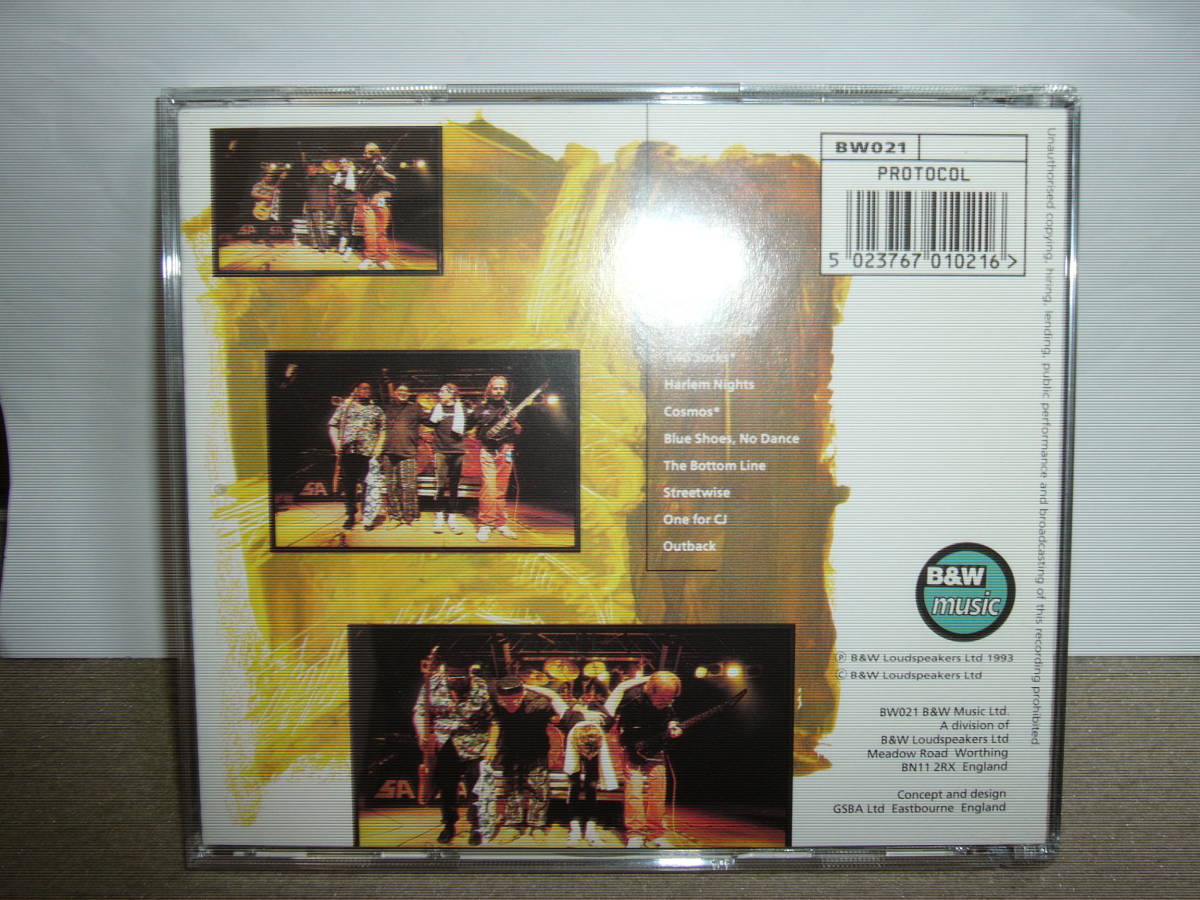 BW021
PROTOCOL
5 023767 010216 >
Socks*
Harlem Nights
Cosmos*
Blue Shoes, No Dance
The Bottom Line
Streetwise
One for CJ
Outback
B&W
music
Ⓟ B&W Loudspeakers Ltd 1993
© B&W Loudspeakers Ltd
BW021 B&W Music Ltd.
A division of
B&W Loudspeakers Ltd
Meadow Road Worthing
BN11 2RX England
Concept and design
GSBA Ltd Eastbourne England
Unauthorised copying, hiring, lending, public performance and broadcasting of this recording prohibited